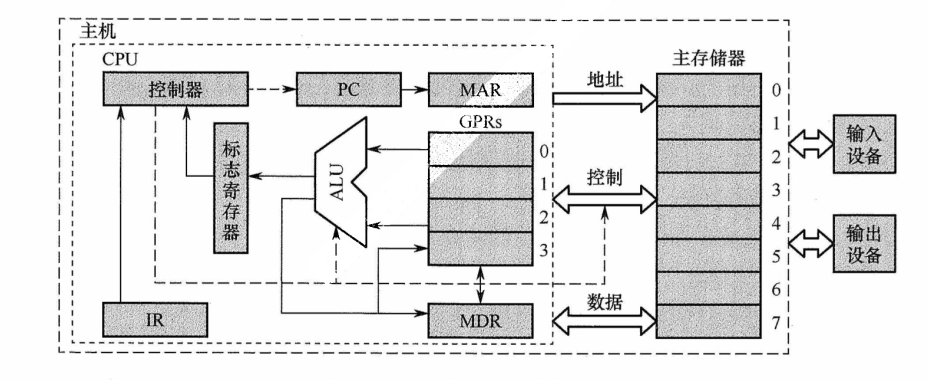 主机
CPU
控制器
PC
MAR
地址
主存储器
标志寄存器
ALU
GPRs
0
1
2
3
控制
IR
MDR
数据
0
1
2
3
4
5
6
7
输入
设备
输出
设备